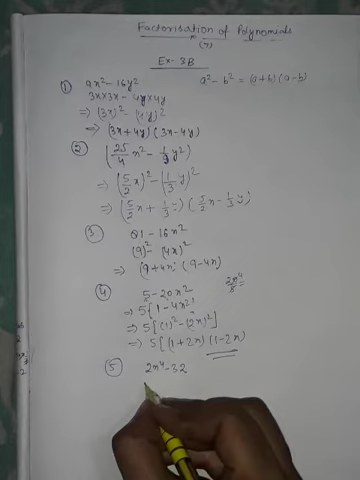 Factorisation of Polynomials
(7)
Ex-3B
① 9x² - 16y² a² - b² = (a+b)(a-b)
3x×3x - 4y×4y
⇒ (3x)² - (4y)²
⇒ (3x+4y)(3x-4y)
② (25/4 x² - 1/9 y²)
⇒ (5/2 x)² - (1/3 y)²
⇒ (5/2 x + 1/3 ) (5/2 x - 1/3 y)
③ 81 - 16x²
(9)² - (4x)²
⇒ (9+4x) (9-4x)
④ 5 - 20x²
⇒ 5[1 - 4x²]
⇒ 5[(1)² - (2x)²]
⇒ 5[(1+2x)(1-2x)
⑤ 2x⁴ - 32